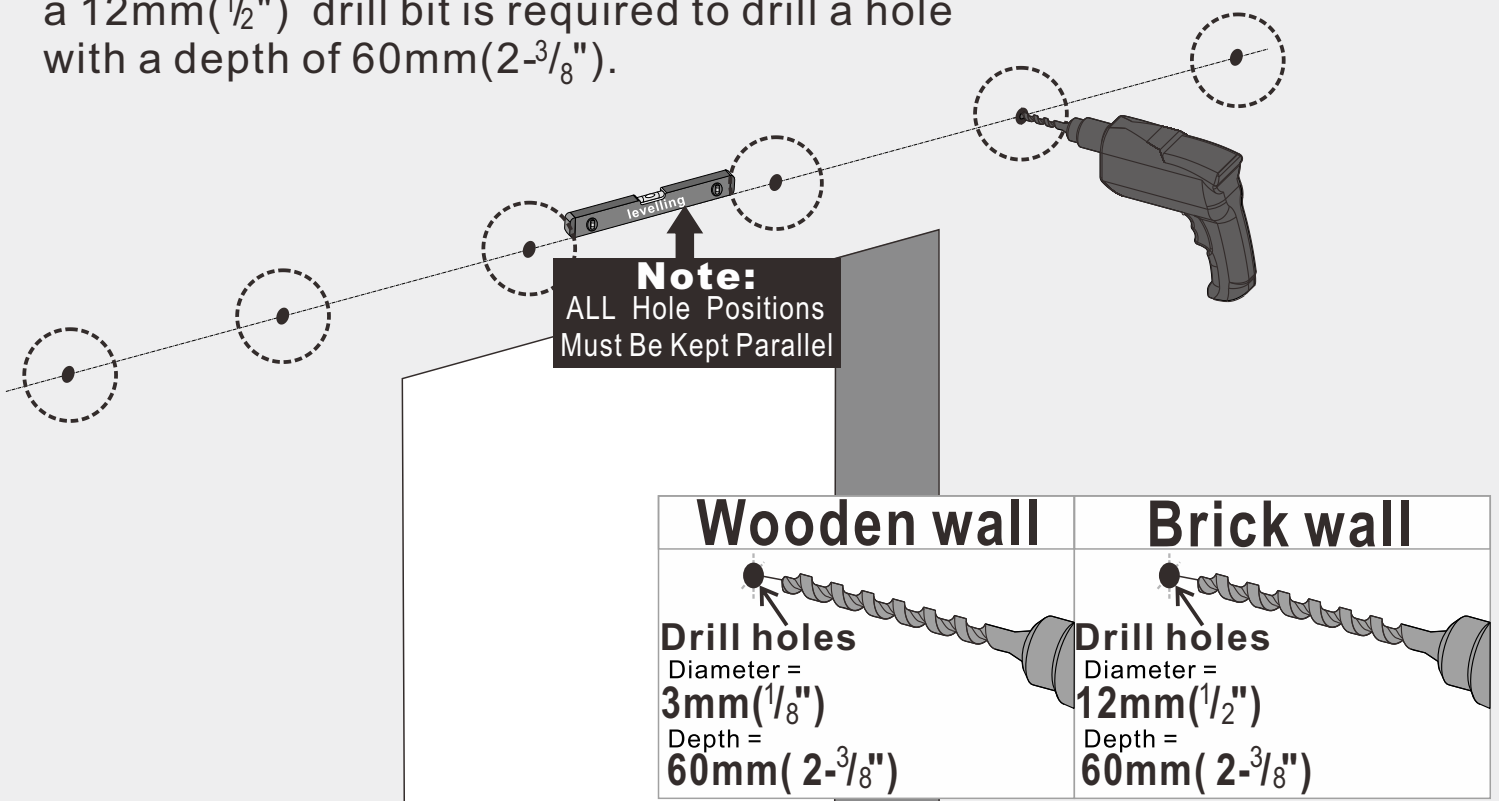 a 12mm(1/2") drill bit is required to drill a hole
with a depth of 60mm(2-3/8").
levelling
Note:
ALL Hole Positions
Must Be Kept Parallel
Wooden wall
Drill holes
Diameter =
3mm(1/8")
Depth =
60mm( 2-3/8")
Brick wall
Drill holes
Diameter =
12mm(1/2")
Depth =
60mm( 2-3/8")